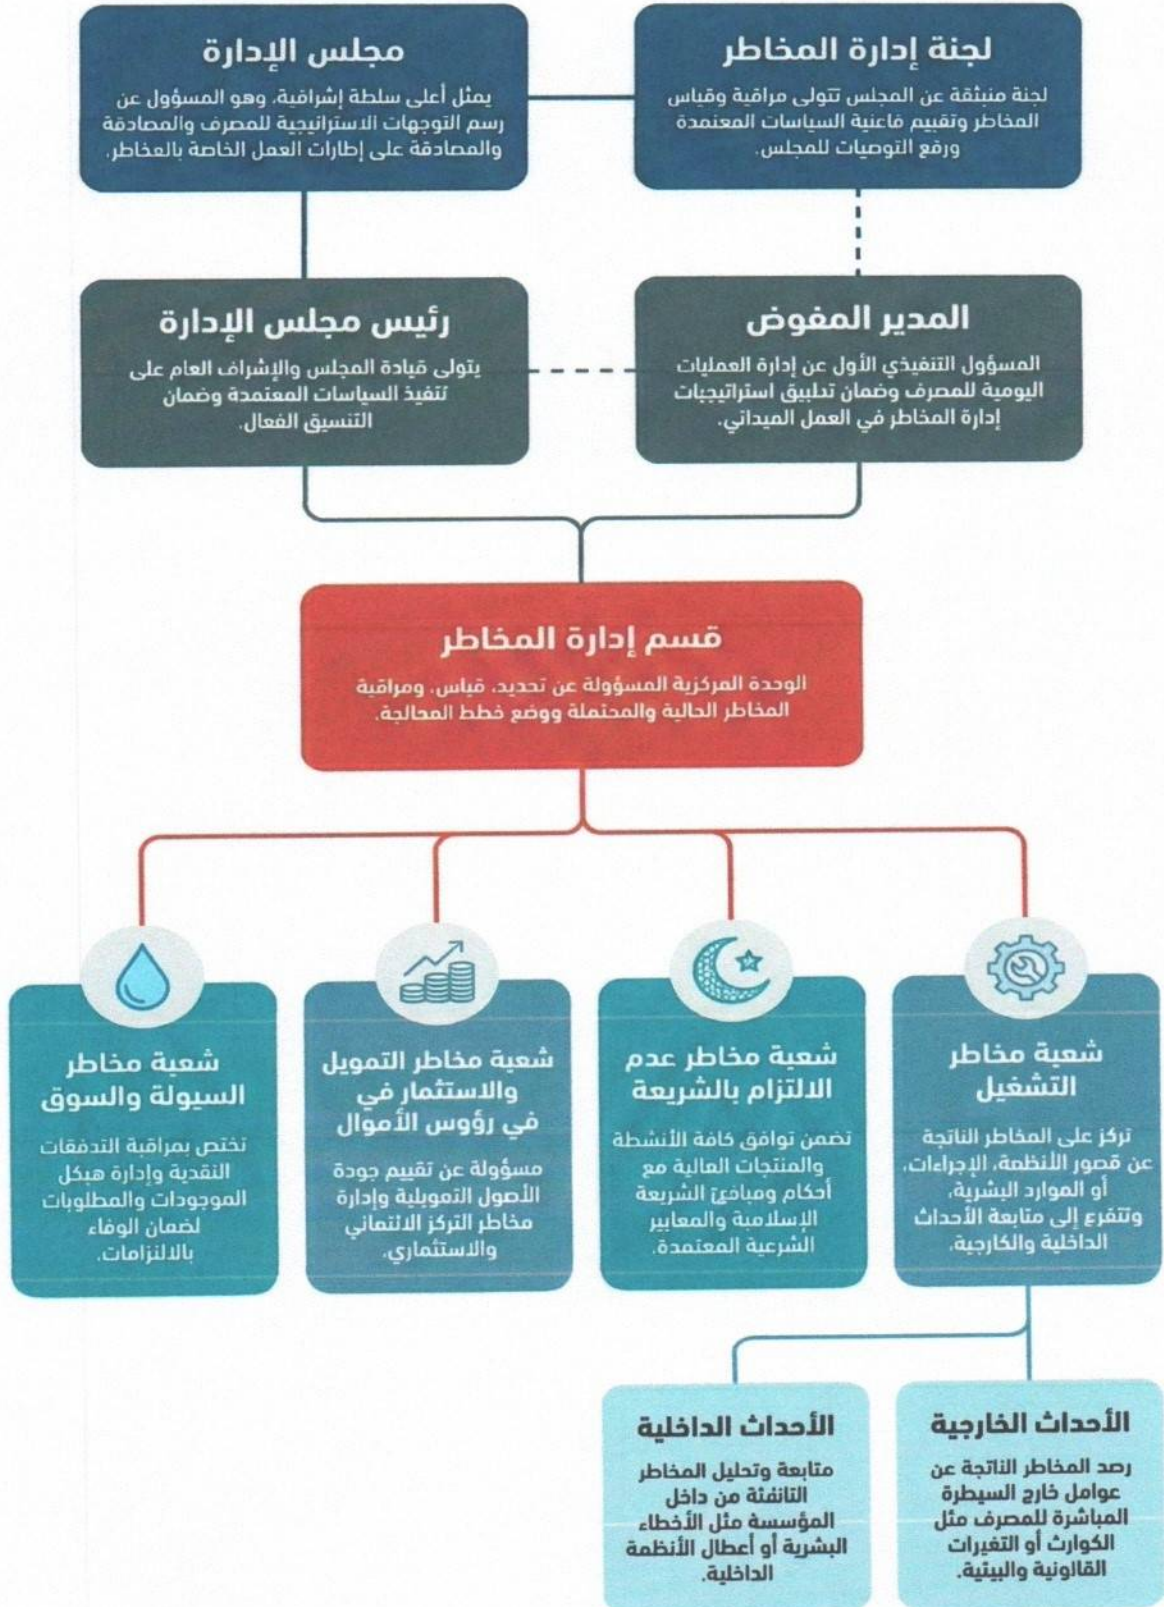 لجنة إدارة المخاطر
لجنة منبثقة عن المجلس تتولى مراقبة وقياس
المخاطر وتقييم فاعلية السياسات المعتمدة
ورفع التوصيات للمجلس.
مجلس الإدارة
يمثل أعلى سلطة إشرافية، وهو المسؤول عن
رسم التوجهات الاستراتيجية للمصرف والمصادقة
والمصادقة على إطارات العمل الخاصة بالعخاطر.
المدير المفوض
المسؤول التنفيذي الأول عن إدارة العمليات
اليومية للمصرف وضمان تطبيق استراتيجيات
إدارة المخاطر في العمل الميداني.
رئيس مجلس الإدارة
يتولى قيادة المجلس والإشراف العام على
تنفيذ السياسات المعتمدة وضمان
التنسيق الفعال.
قسم إدارة المخاطر
الوحدة المركزية المسؤولة عن تحديد، قياس، ومراقبة
المخاطر الحالية والمحتملة ووضع خطط المحالجة.
شعبة مخاطر
التشغيل
تركز على المخاطر الناتجة
عن قصور الأنظمة، الإجراءات،
أو الموارد البشرية،
وتتفرع إلى متابعة الأحداث
الداخلية والكارجية.
شعبة مخاطر عدم
الالتزام بالشريعة
تضمن توافق كافة الأنشطة
والمنتجات العالية مع
أحكام ومبافئ الشريعة
الإسلامية والمعايير
الشرعية المعتمدة.
شعبة مخاطر التمويل
والاستثمار في
في رؤوس الأموال
مسؤولة عن تقييم جودة
الأصول التمويلية وإدارة
مخاطر التركز الائتماني
والاستثماري.
شعبة مخاطر
السيولة والسوق
تختص بمراقبة التدفقات
النقدية وإدارة هيكل
الموجودات والمطلوبات
لضمان الوفاء
بالالتزامات.
الأحداث الخارجية
رصد المخاطر الناتجة عن
عوامل خارج السيطرة
المباشرة للمصرف مثل
الكوارث أو التغيرات
القانونية والبيئية.
الأحداث الداخلية
متابعة وتحليل المخاطر
التانفئة من داخل
المؤسسة مثل الأخطاء
البشرية أو أعطال الأنظمة
الداخلية.